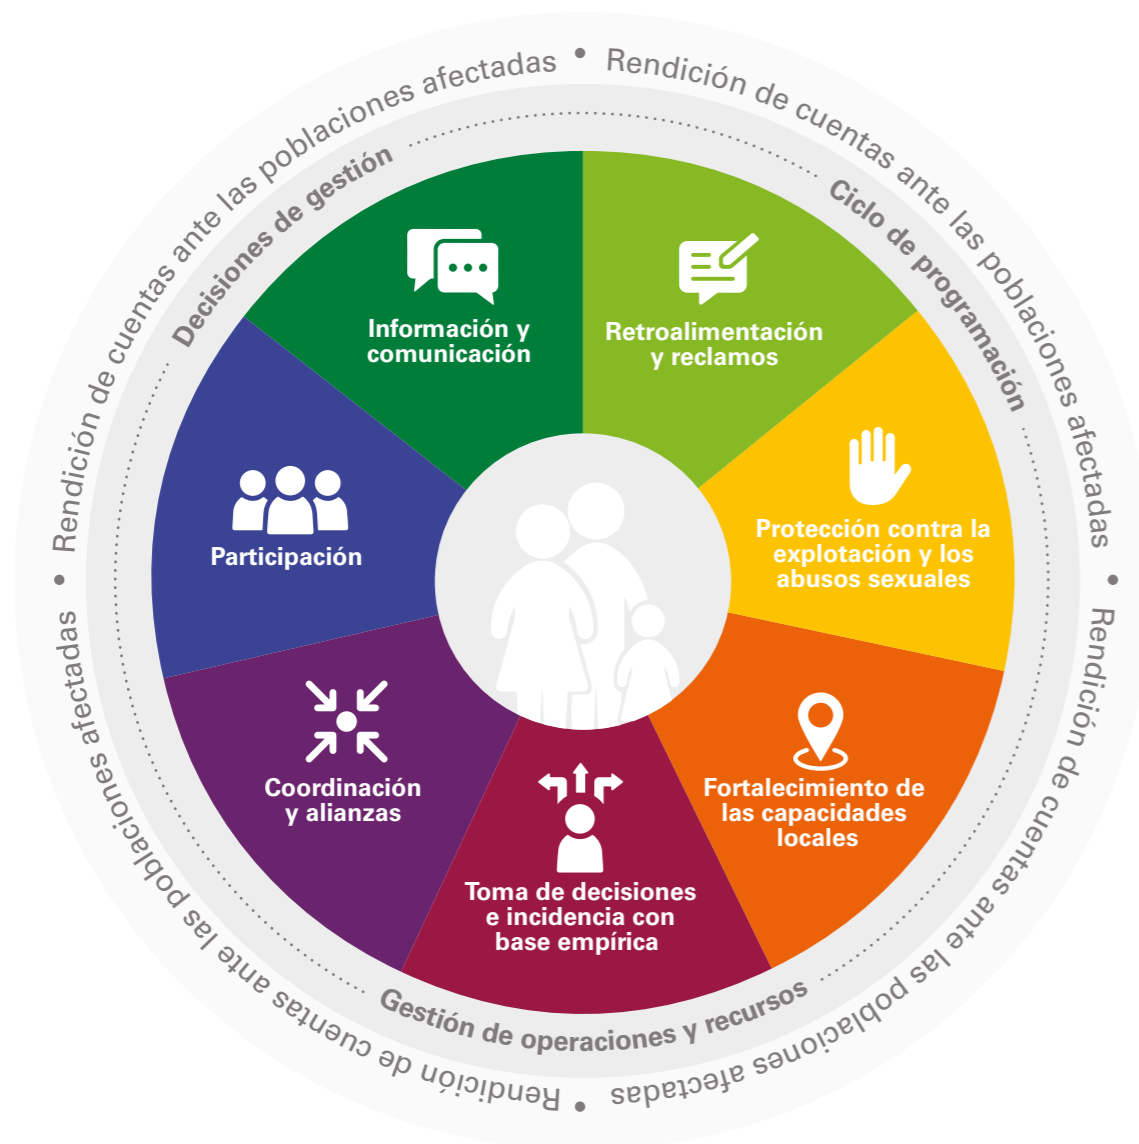 Rendición de cuentas ante las poblaciones afectadas
•
Rendición de cuentas ante las poblaciones afectadas
•
Rendición de cuentas ante las poblaciones afectadas
•
Rendición de cuentas ante las poblaciones afectadas
•
Decisiones de gestión
Ciclo de programación
Gestión de operaciones y recursos
Información y
comunicación
Retroalimentación
y reclamos
Protección contra la
explotación y los
abusos sexuales
Fortalecimiento de
las capacidades
locales
Toma de decisiones
e incidencia con
base empírica
Coordinación
y alianzas
Participación